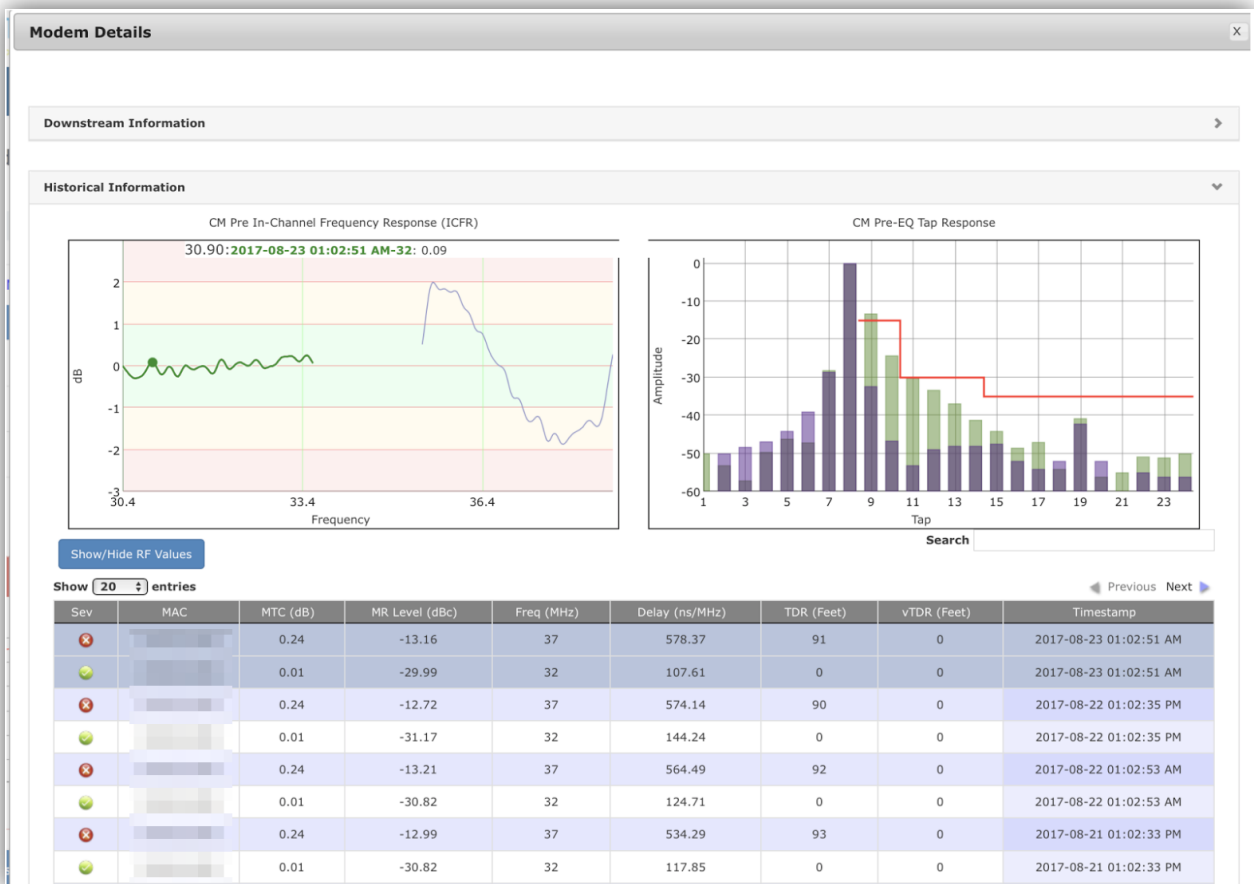 Modem Details
X
Downstream Information
Historical Information
CM Pre In-Channel Frequency Response (ICFR)
30.90:2017-08-23 01:02:51 AM-32: 0.09
2
1
0
-1
-2
-3
dB
30.4 33.4 36.4
Frequency
CM Pre-EQ Tap Response
0
-10
-20
-30
-40
-50
-60
Amplitude
1 3 5 7 9 11 13 15 17 19 21 23
Tap
Show/Hide RF Values
Search
Show 20 entries
Previous Next
Sev MAC MTC (dB) MR Level (dBc) Freq (MHz) Delay (ns/MHz) TDR (Feet) vTDR (Feet) Timestamp
0.24 -13.16 37 578.37 91 0 2017-08-23 01:02:51 AM
0.01 -29.99 32 107.61 0 0 2017-08-23 01:02:51 AM
0.24 -12.72 37 574.14 90 0 2017-08-22 01:02:35 PM
0.01 -31.17 32 144.24 0 0 2017-08-22 01:02:35 PM
0.24 -13.21 37 564.49 92 0 2017-08-22 01:02:53 AM
0.01 -30.82 32 124.71 0 0 2017-08-22 01:02:53 AM
0.24 -12.99 37 534.29 93 0 2017-08-21 01:02:33 PM
0.01 -30.82 32 117.85 0 0 2017-08-21 01:02:33 PM